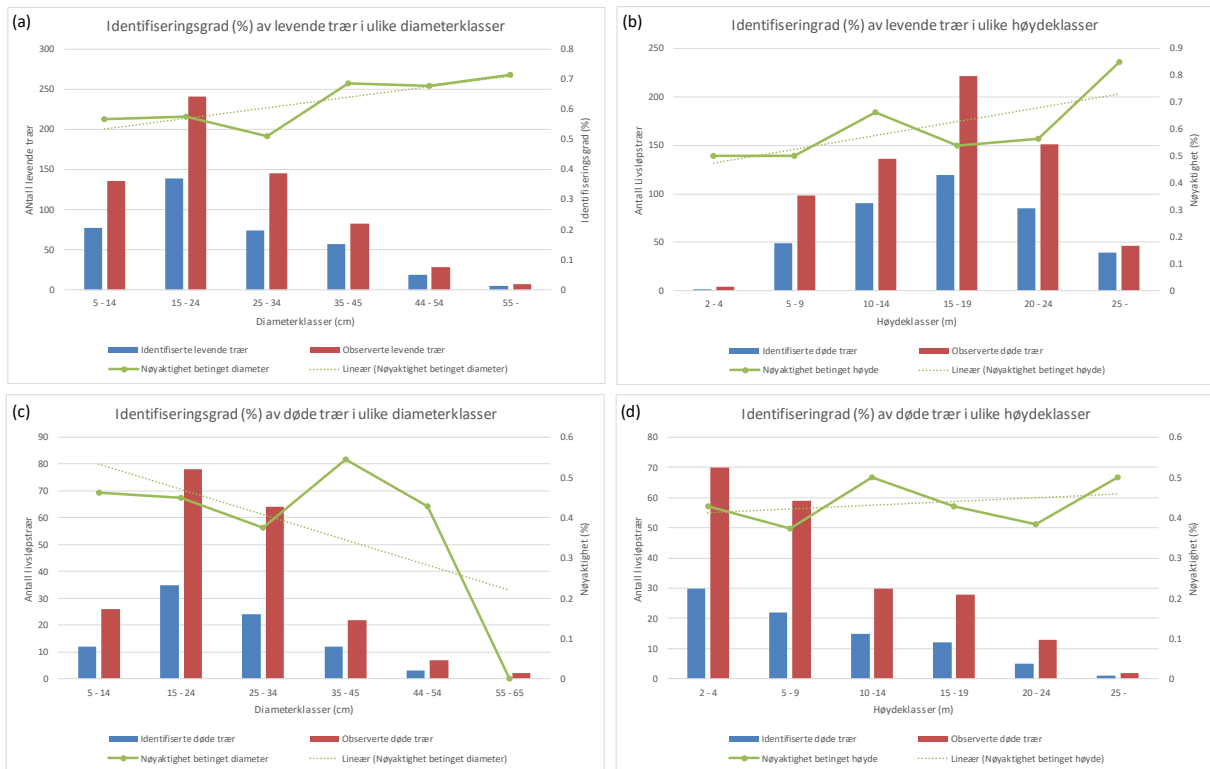 (a)
Identifiseringsgrad (%) av levende trær i ulike diameterklasser
300
250
200
150
100
50
0
0.8
0.7
0.6
0.5
0.4
0.3
0.2
0.1
0
ANtall levende trær
Identifiseringsgrad (%)
5 - 14 15 - 24 25 - 34 35 - 45 44 - 54 55 -
Diameterklasser (cm)
Identifiserte levende trær Observerte levende trær
Nøyaktighet betinget diameter Lineær (Nøyaktighet betinget diameter)
(b)
Identifiseringrad (%) av levende trær i ulike høydeklasser
250
200
150
100
50
0
0.9
0.8
0.7
0.6
0.5
0.4
0.3
0.2
0.1
0
Antall Livsløpstrær
Nøyaktighet (%)
2 - 4 5 - 9 10 -14 15 - 19 20 - 24 25 -
Høydeklasser (m)
Identifiserte døde trær Observerte døde trær
Nøyaktighet betinget høyde Lineær (Nøyaktighet betinget høyde)
(c)
Identifiseringsgrad (%) av døde trær i ulike diameterklasser
90
80
70
60
50
40
30
20
10
0
0.6
0.5
0.4
0.3
0.2
0.1
0
Antall livsløpstrær
Nøyaktighet (%)
5 - 14 15 - 24 25 - 34 35 - 45 44 - 54 55 - 65
Diameterklasser (cm)
Identifiserte døde trær Observerte døde trær
Nøyaktighet betinget diameter Lineær (Nøyaktighet betinget diameter)
(d)
Identifiseringrad (%) av døde trær i ulike høydeklasser
80
70
60
50
40
30
20
10
0
0.6
0.5
0.4
0.3
0.2
0.1
0
Antall livsløpstrær
Nøyaktighet (%)
2 - 4 5 - 9 10 -14 15 - 19 20 - 24 25 -
Høydeklasser (m)
Identifiserte døde trær Observerte døde trær
Nøyaktighet betinget høyde Lineær (Nøyaktighet betinget høyde)